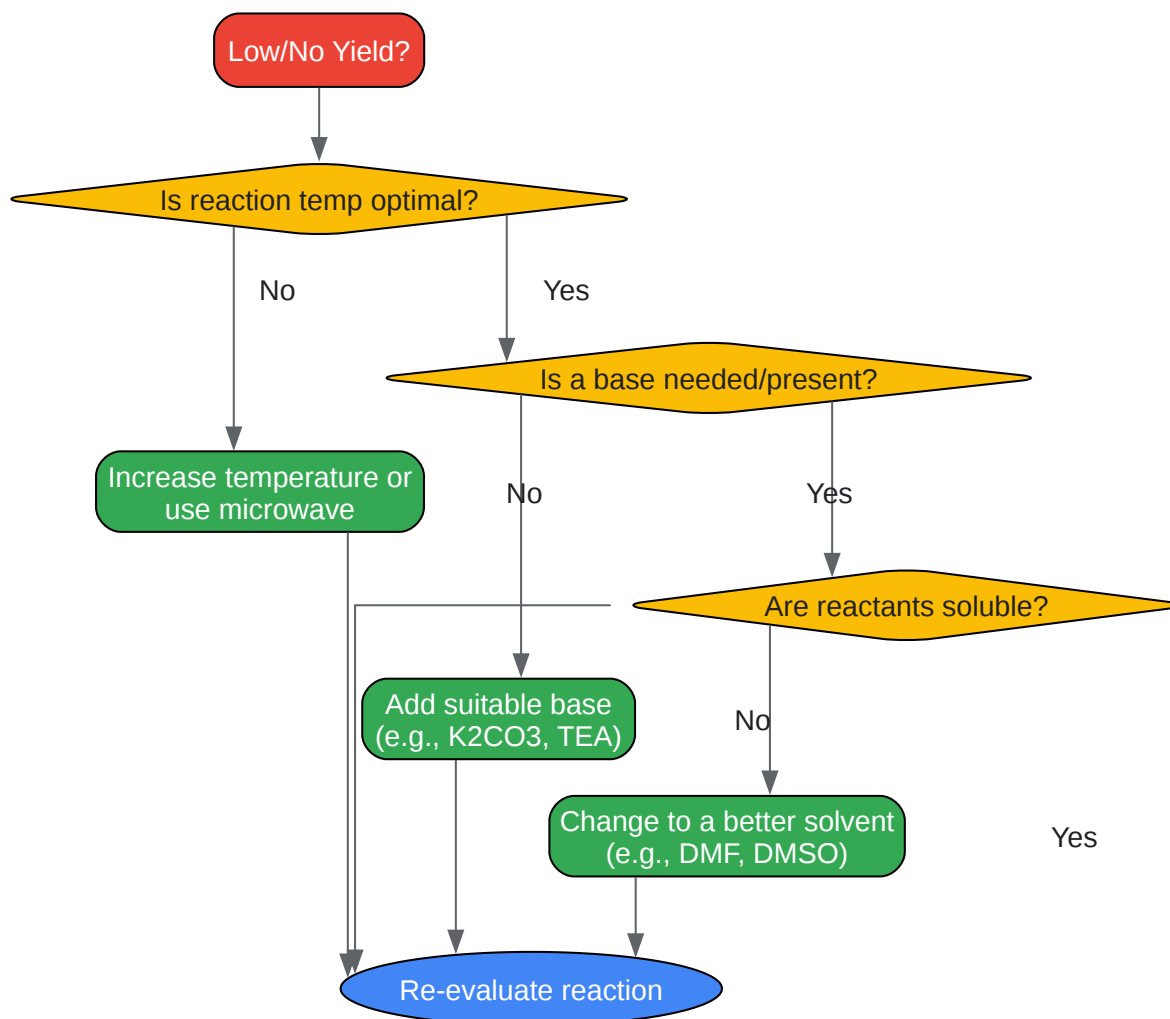 Low/No Yield?
Is reaction temp optimal?
No
Yes
Is a base needed/present?
Increase temperature or
use microwave
No
Yes
Are reactants soluble?
Add suitable base
(e.g., K2CO3, TEA)
No
Change to a better solvent
(e.g., DMF, DMSO)
Yes
Re-evaluate reaction